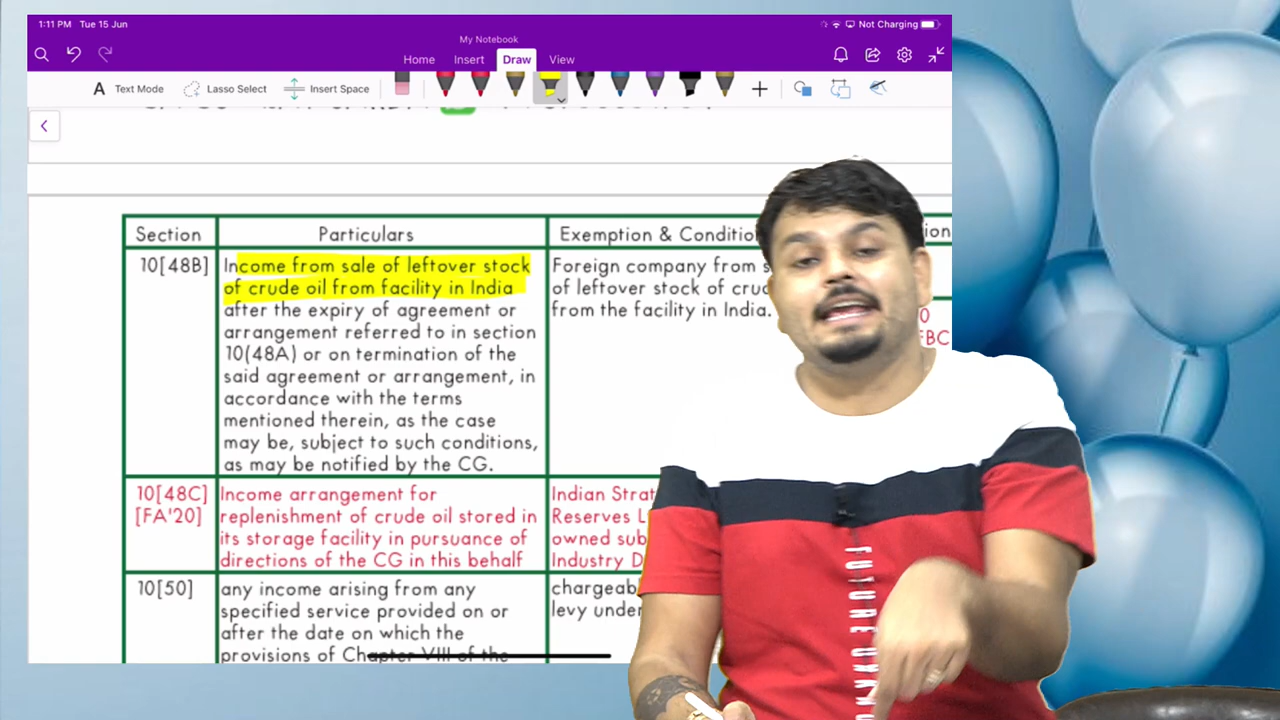 1:11 PM Tue 15 Jun
Not Charging
My Notebook
Home Insert Draw View
A Text Mode Lasso Select Insert Space
Section Particulars Exemption &
10[48B] Income from sale of leftover stock
of crude oil from facility in India
after the expiry of agreement or
arrangement referred to in section
10(48A) or on termination of the
said agreement or arrangement, in
accordance with the terms
mentioned therein, as the case
may be, subject to such conditions,
as may be notified by the CG.
Foreign company from
of leftover stock of
from the facility in India.
10[48C]
[FA'20]
Income arrangement for
replenishment of crude oil stored in
its storage facility in pursuance of
directions of the CG in this behalf
Indian
Reserves
owned
Industry
10[50] any income arising from any
specified service provided on or
after the date on which the
provisions of Chapter VIII of the
levy under
FUTURE